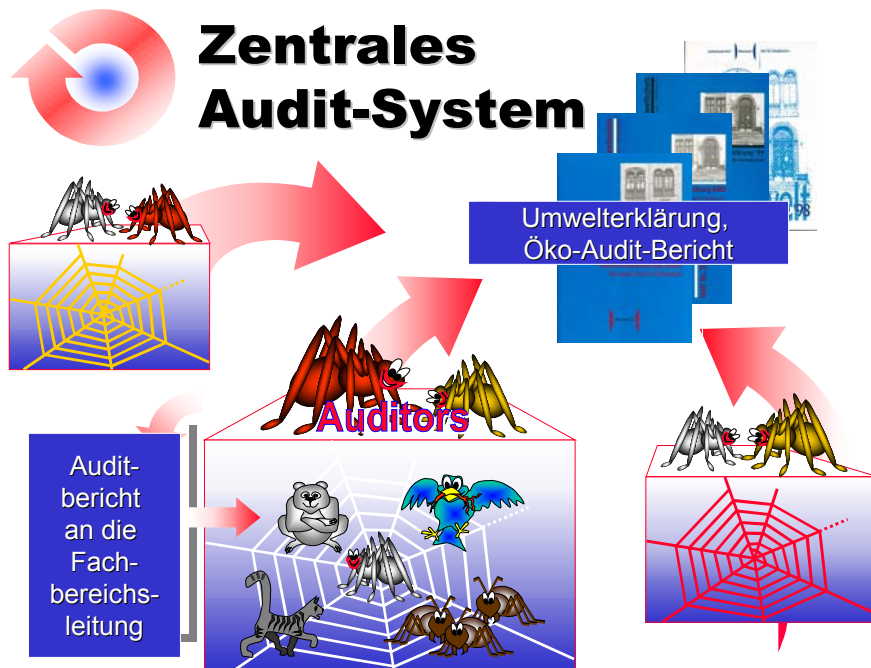 Zentrales
Audit-System
Umwelterklärung,
Öko-Audit-Bericht
Auditors
Audit-
bericht
an die
Fach-
bereichs-
leitung